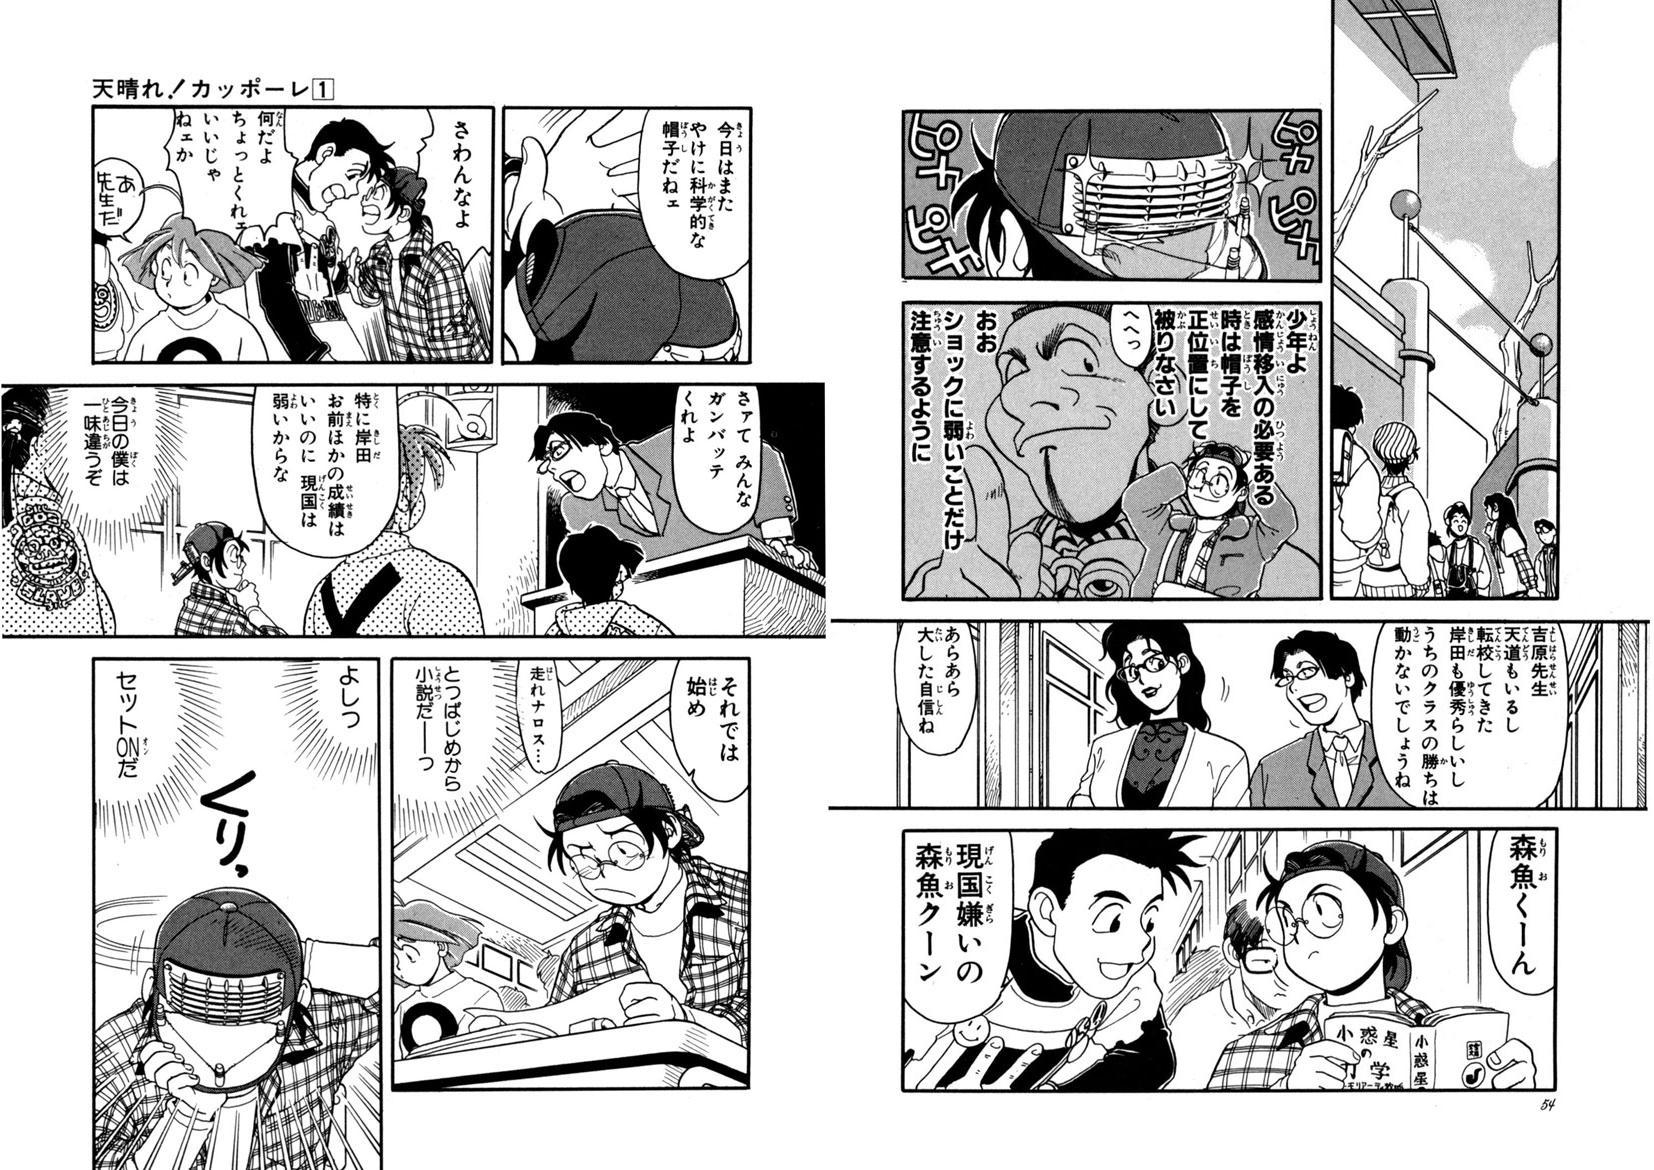 ピャ
ピャ
ピャ
ピャ
少年よ
感情移入の必要ある
時は帽子を
正位置にして
被りなさい
へへっ
おお
ショックに弱いことだけ
注意するように
吉原先生
天道もいるし
転校してきた
岸田も優秀らしいし
うちのクラスの勝ちは
動かないでしょうね
あらあら
大した自信ね
森魚くーん
現国嫌いの
森魚クーン
小惑星
の
学
小惑星の
54
天晴れ!カッポーレ1
今日はまた
やけに科学的な
帽子だねェ
さわんなよ
何だよ
ちょっとくれェ
いいじゃ
ねェか
あ
先生だ
さァて みんな
ガンバッテ
くれよ
特に岸田
お前ほかの成績は
いいのに 現国は
弱いからな
今日の僕は
一味違うぞ
それでは
始め
走れナロス…
とっぱじめから
小説だーーっ
よしっ
セットONだ
くりっ